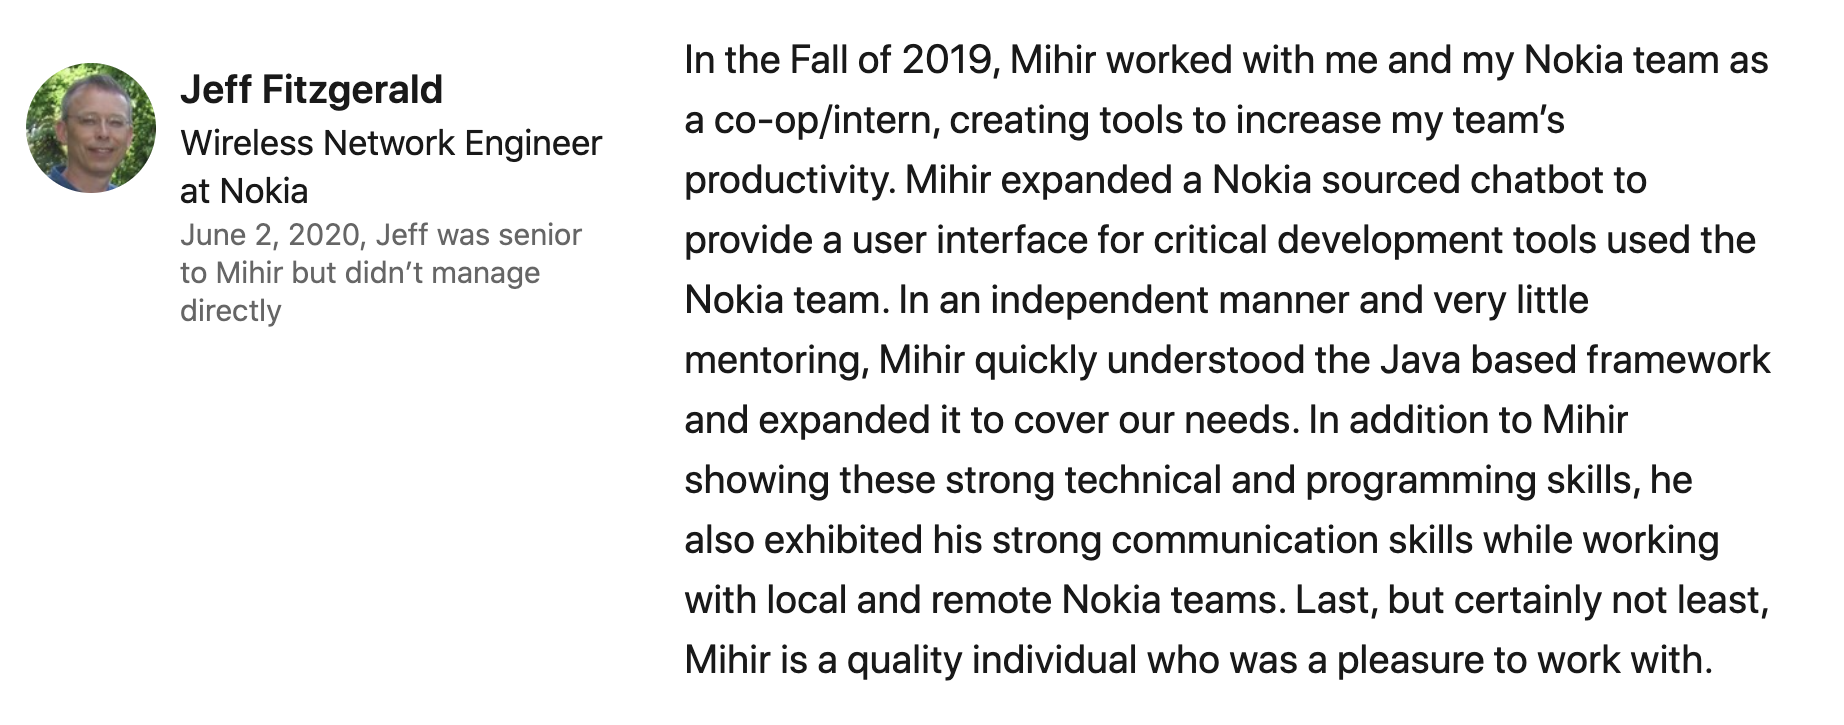 Jeff Fitzgerald
Wireless Network Engineer
at Nokia
June 2, 2020, Jeff was senior
to Mihir but didn’t manage
directly
In the Fall of 2019, Mihir worked with me and my Nokia team as
a co-op/intern, creating tools to increase my team’s
productivity. Mihir expanded a Nokia sourced chatbot to
provide a user interface for critical development tools used the
Nokia team. In an independent manner and very little
mentoring, Mihir quickly understood the Java based framework
and expanded it to cover our needs. In addition to Mihir
showing these strong technical and programming skills, he
also exhibited his strong communication skills while working
with local and remote Nokia teams. Last, but certainly not least,
Mihir is a quality individual who was a pleasure to work with.